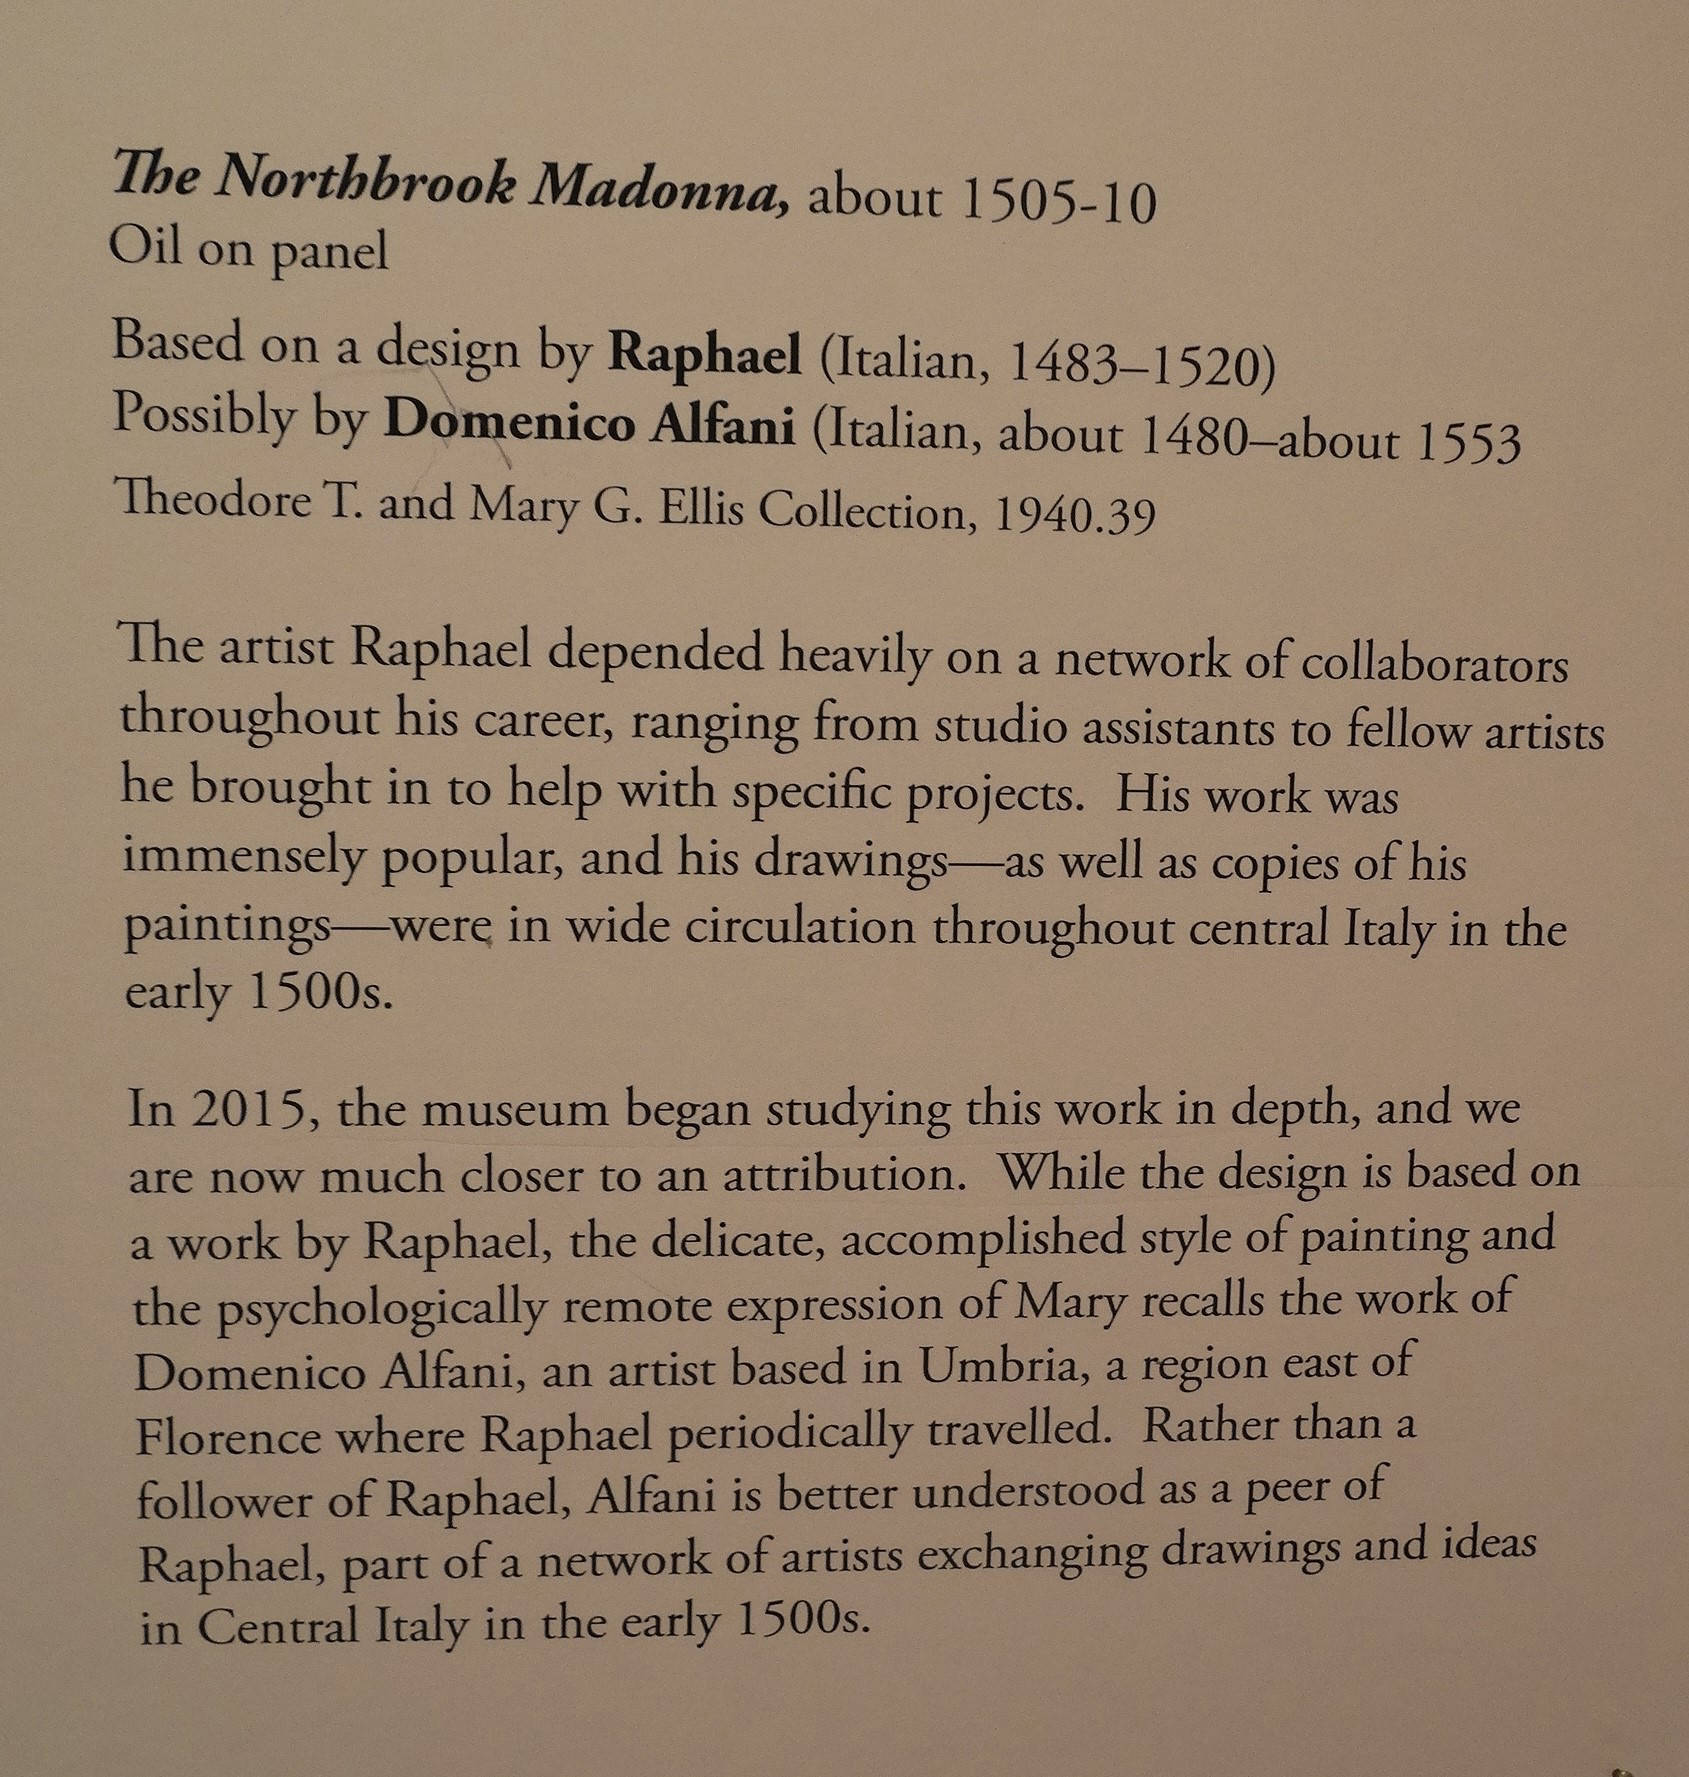 The Northbrook Madonna, about 1505-10
Oil on panel
Based on a design by Raphael (Italian, 1483–1520)
Possibly by Domenico Alfani (Italian, about 1480–about 1553
Theodore T. and Mary G. Ellis Collection, 1940.39
The artist Raphael depended heavily on a network of collaborators
throughout his career, ranging from studio assistants to fellow artists
he brought in to help with specific projects.  His work was
immensely popular, and his drawings—as well as copies of his
paintings—were in wide circulation throughout central Italy in the
early 1500s.
In 2015, the museum began studying this work in depth, and we
are now much closer to an attribution.  While the design is based on
a work by Raphael, the delicate, accomplished style of painting and
the psychologically remote expression of Mary recalls the work of
Domenico Alfani, an artist based in Umbria, a region east of
Florence where Raphael periodically travelled.  Rather than a
follower of Raphael, Alfani is better understood as a peer of
Raphael, part of a network of artists exchanging drawings and ideas
in Central Italy in the early 1500s.